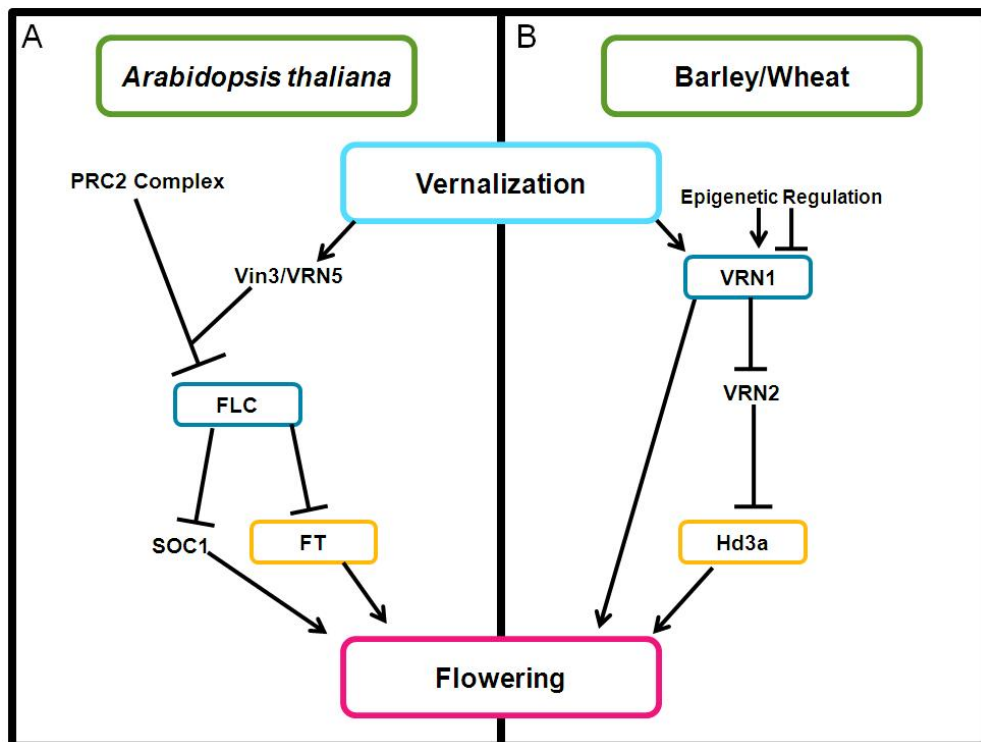 A
Arabidopsis thaliana
PRC2 Complex
Vin3/VRN5
FLC
SOC1
FT
B
Barley/Wheat
Vernalization
Epigenetic Regulation
VRN1
VRN2
Hd3a
Flowering